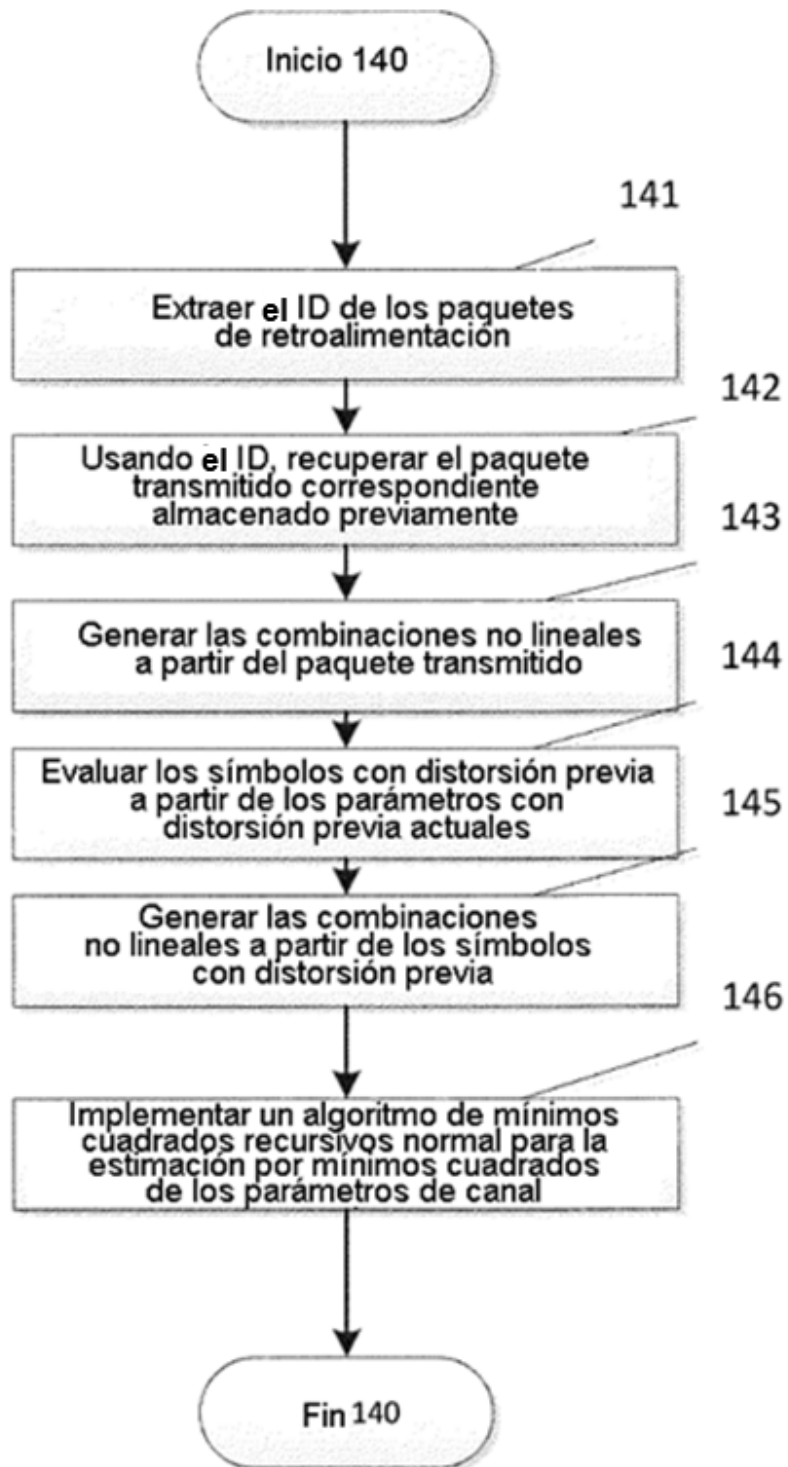 Inicio 140
141
Extraer el ID de los paquetes
de retroalimentación
142
Usando el ID, recuperar el paquete
transmitido correspondiente
almacenado previamente
143
Generar las combinaciones no lineales
a partir del paquete transmitido
144
Evaluar los símbolos con distorsión previa
a partir de los parámetros con
distorsión previa actuales
145
Generar las combinaciones
no lineales a partir de los símbolos
con distorsión previa
146
Implementar un algoritmo de mínimos
cuadrados recursivos normal para la
estimación por mínimos cuadrados
de los parámetros de canal
Fin 140